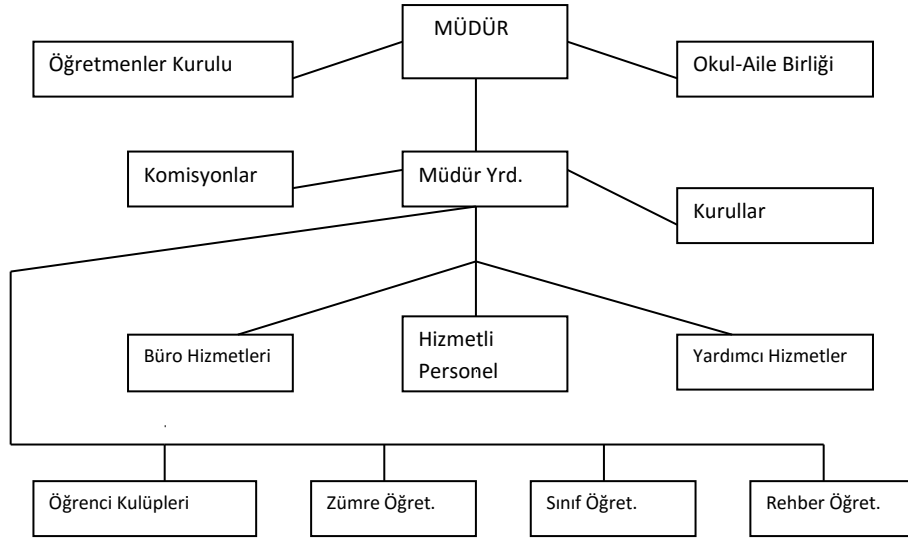 MÜDÜR
Öğretmenler Kurulu
Okul-Aile Birliği
Komisyonlar
Müdür Yrd.
Kurullar
Büro Hizmetleri
Hizmetli
Personel
Yardımcı Hizmetler
Öğrenci Kulüpleri
Zümre Öğret.
Sınıf Öğret.
Rehber Öğret.